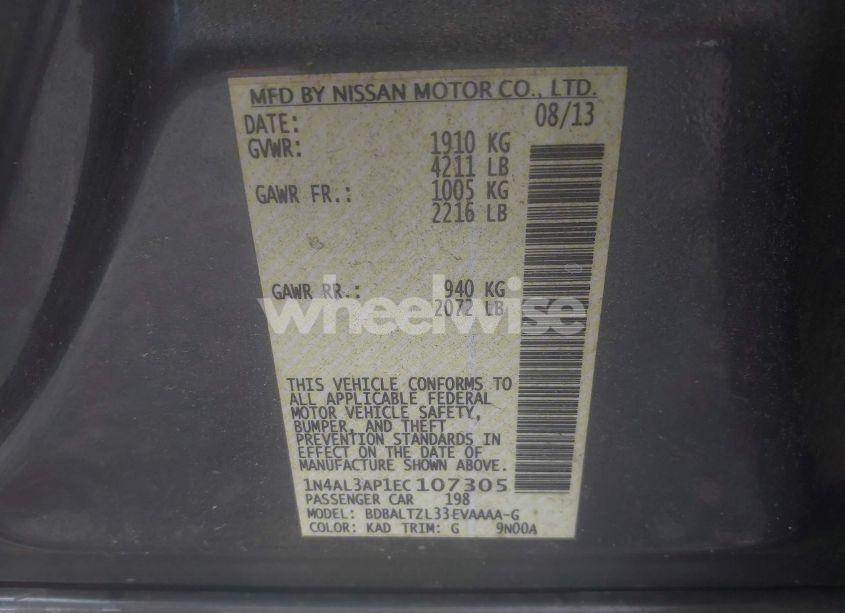 MFD BY NISSAN MOTOR CO., LTD.
DATE: 08/13
GVWR: 1910 KG
4211 LB
GAWR FR.: 1005 KG
2216 LB
GAWR RR.: 940 KG
2072 LB
wheelwise
THIS VEHICLE CONFORMS TO
ALL APPLICABLE FEDERAL
MOTOR VEHICLE SAFETY,
BUMPER, AND THEFT
PREVENTION STANDARDS IN
EFFECT ON THE DATE OF
MANUFACTURE SHOWN ABOVE.
1N4AL3AP1EC107305
PASSENGER CAR 198
MODEL: BDBALTZL33EVAAAA-G
COLOR: KAD TRIM: G 9N00A